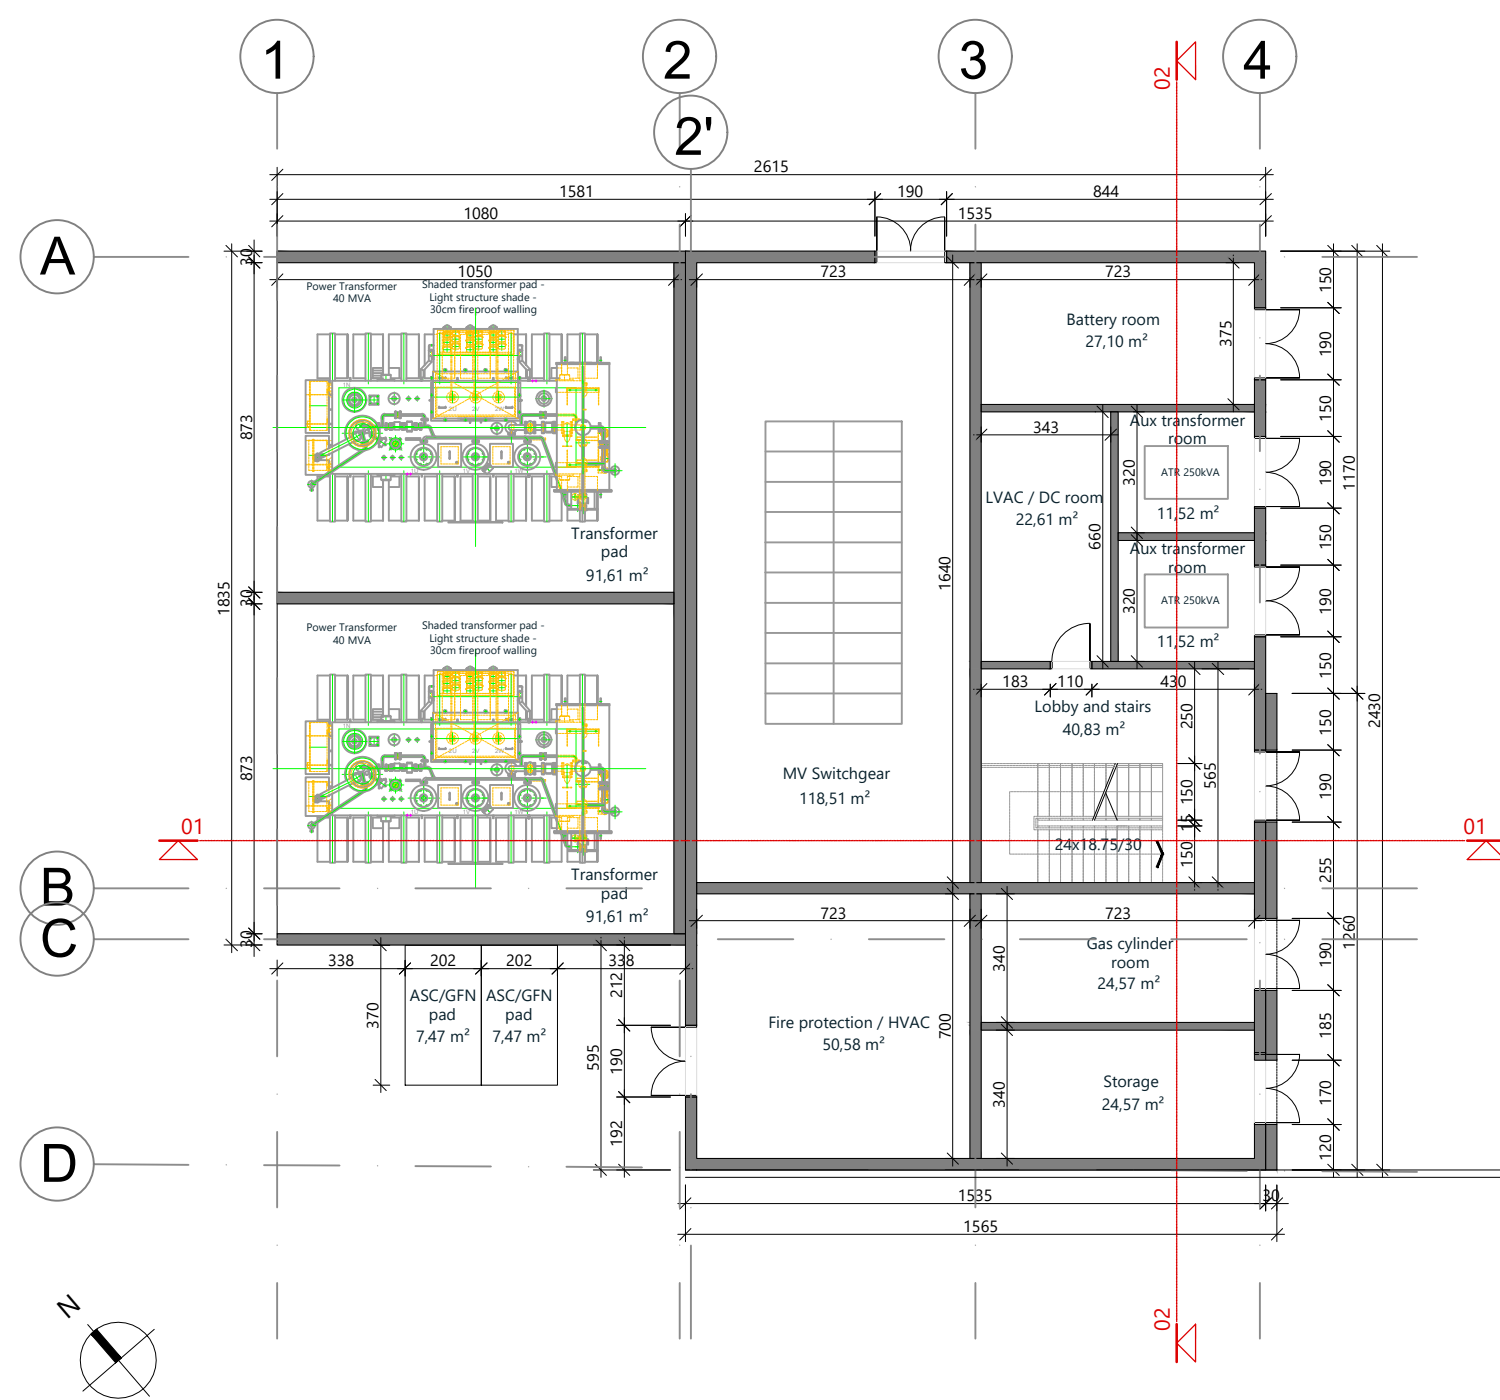 1
2
3
4
2'
02
2615
1581
190
844
1080
1535
A
30
1050
723
723
150
Power Transformer
40 MVA
Shaded transformer pad -
Light structure shade -
30cm fireproof walling
Battery room
27,10 m²
375
190
150
873
343
Aux transformer
room
ATR 250kVA
11,52 m²
320
190
1170
LVAC / DC room
22,61 m²
660
150
Transformer
pad
91,61 m²
1835
30
1640
Aux transformer
room
ATR 250kVA
11,52 m²
320
190
150
Power Transformer
40 MVA
Shaded transformer pad -
Light structure shade -
30cm fireproof walling
183
110
430
Lobby and stairs
40,83 m²
250
150
2430
873
MV Switchgear
118,51 m²
150
565
190
15
01
01
24x18.75/30
150
255
B
Transformer
pad
91,61 m²
C
30
723
723
338
202
202
338
212
340
Gas cylinder
room
24,57 m²
190
1260
370
ASC/GFN
pad
7,47 m²
ASC/GFN
pad
7,47 m²
595
190
Fire protection / HVAC
50,58 m²
700
185
340
Storage
24,57 m²
170
192
120
D
1535
30
1565
N
02